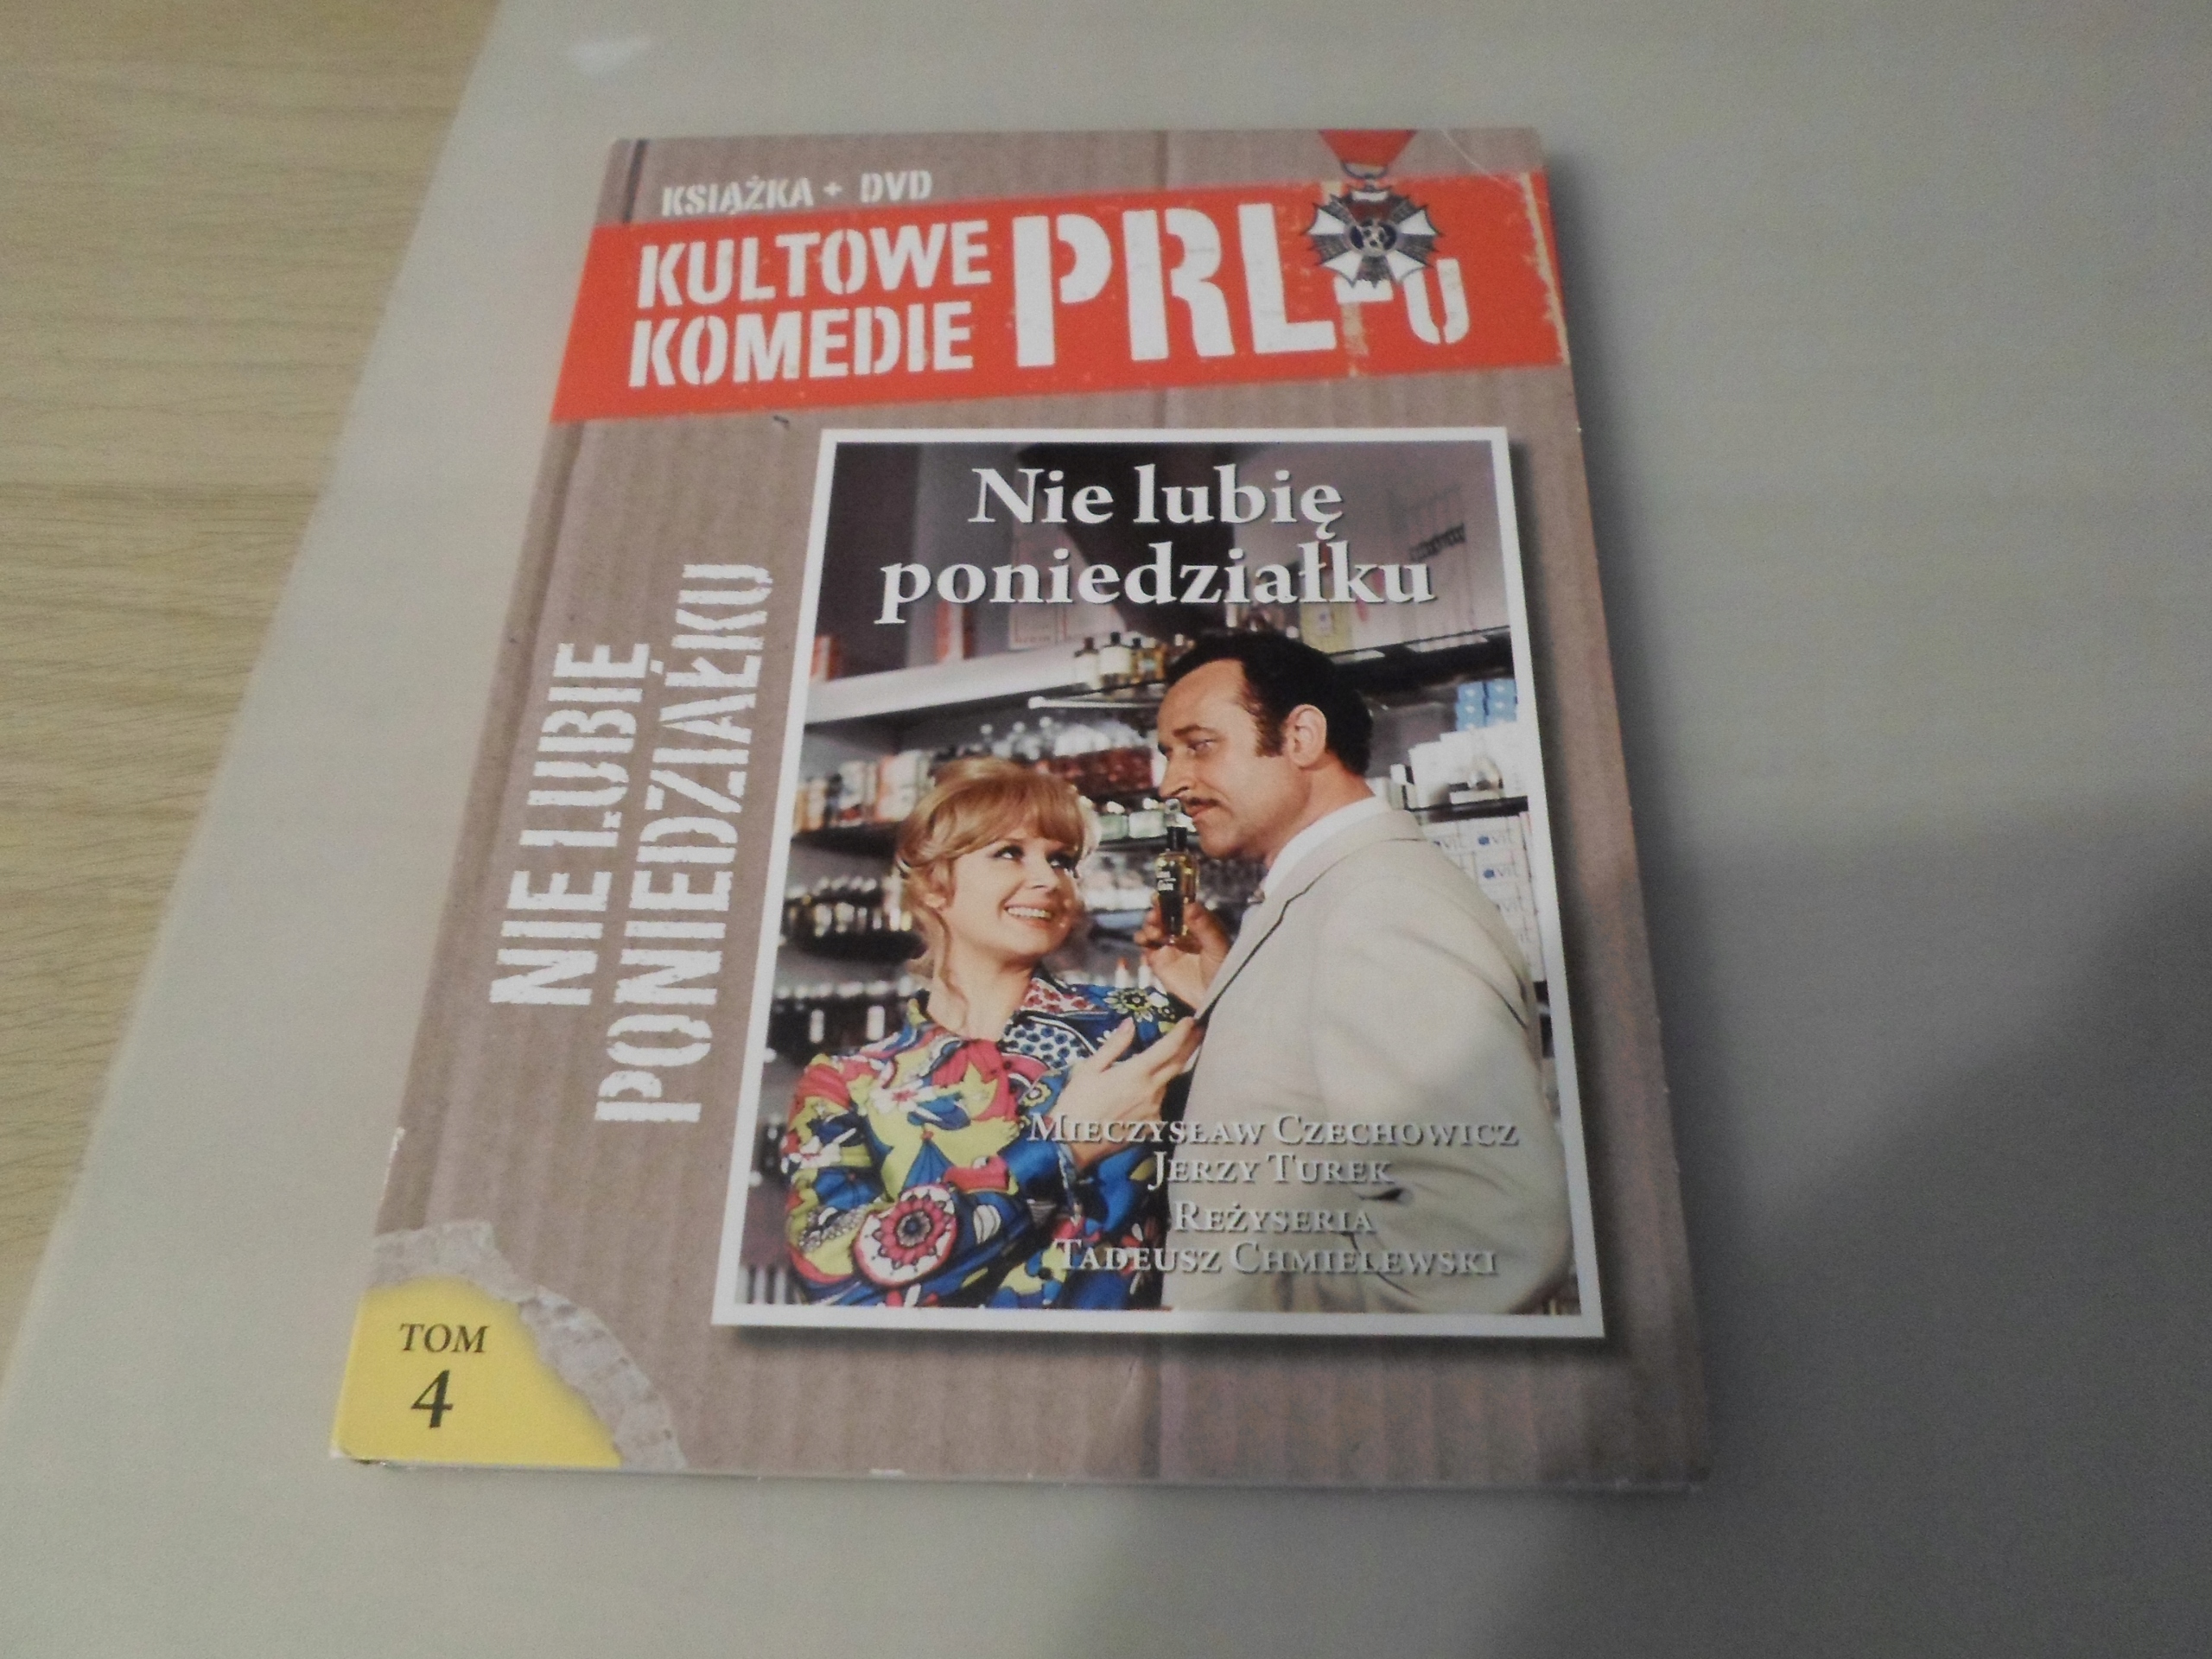 KSIĄŻKA + DVD
KULTOWE
KOMEDIE
PRL-U
NIE LUBIĘ
PONIEDZIAŁKU
Nie lubię
poniedziałku
avit
MIECZYSŁAW CZECHOWICZ
JERZY TUREK
REŻYSERIA
TADEUSZ CHMIELEWSKI
TOM
4